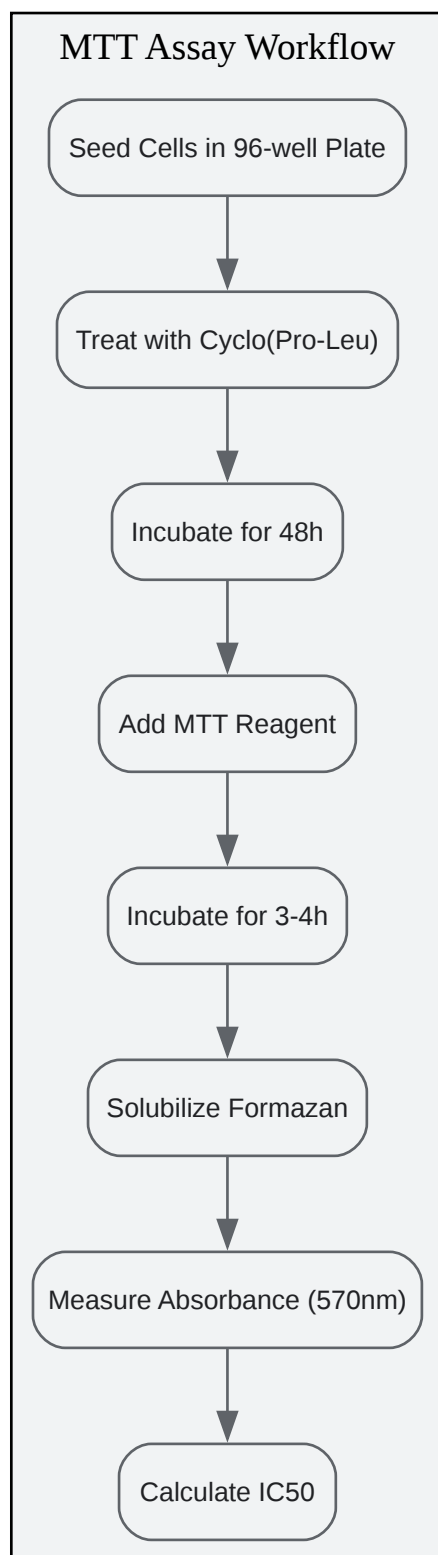 MTT Assay Workflow
Seed Cells in 96-well Plate
Treat with Cyclo(Pro-Leu)
Incubate for 48h
Add MTT Reagent
Incubate for 3-4h
Solubilize Formazan
Measure Absorbance (570nm)
Calculate IC50